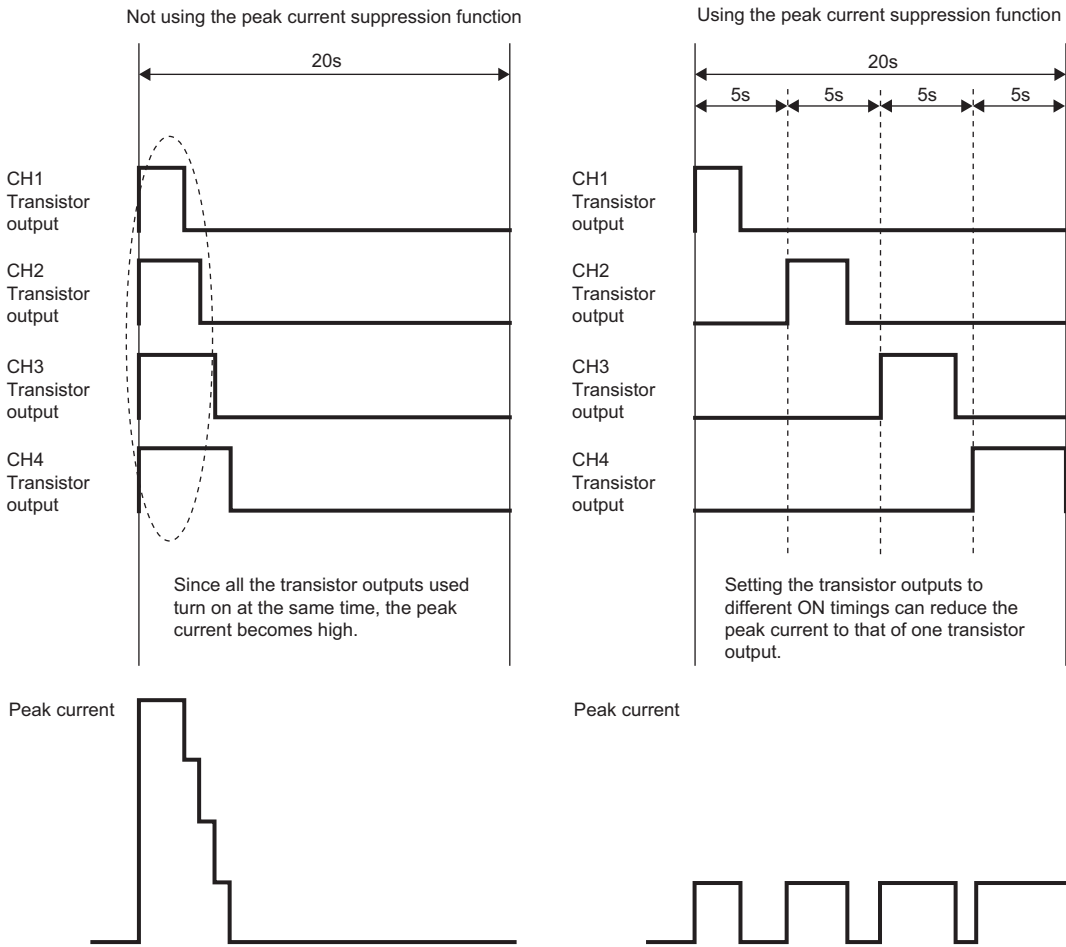 Not using the peak current suppression function
20s
CH1
Transistor
output
CH2
Transistor
output
CH3
Transistor
output
CH4
Transistor
output
Since all the transistor outputs used
turn on at the same time, the peak
current becomes high.
Peak current
Using the peak current suppression function
20s
5s 5s 5s 5s
CH1
Transistor
output
CH2
Transistor
output
CH3
Transistor
output
CH4
Transistor
output
Setting the transistor outputs to
different ON timings can reduce the
peak current to that of one transistor
output.
Peak current